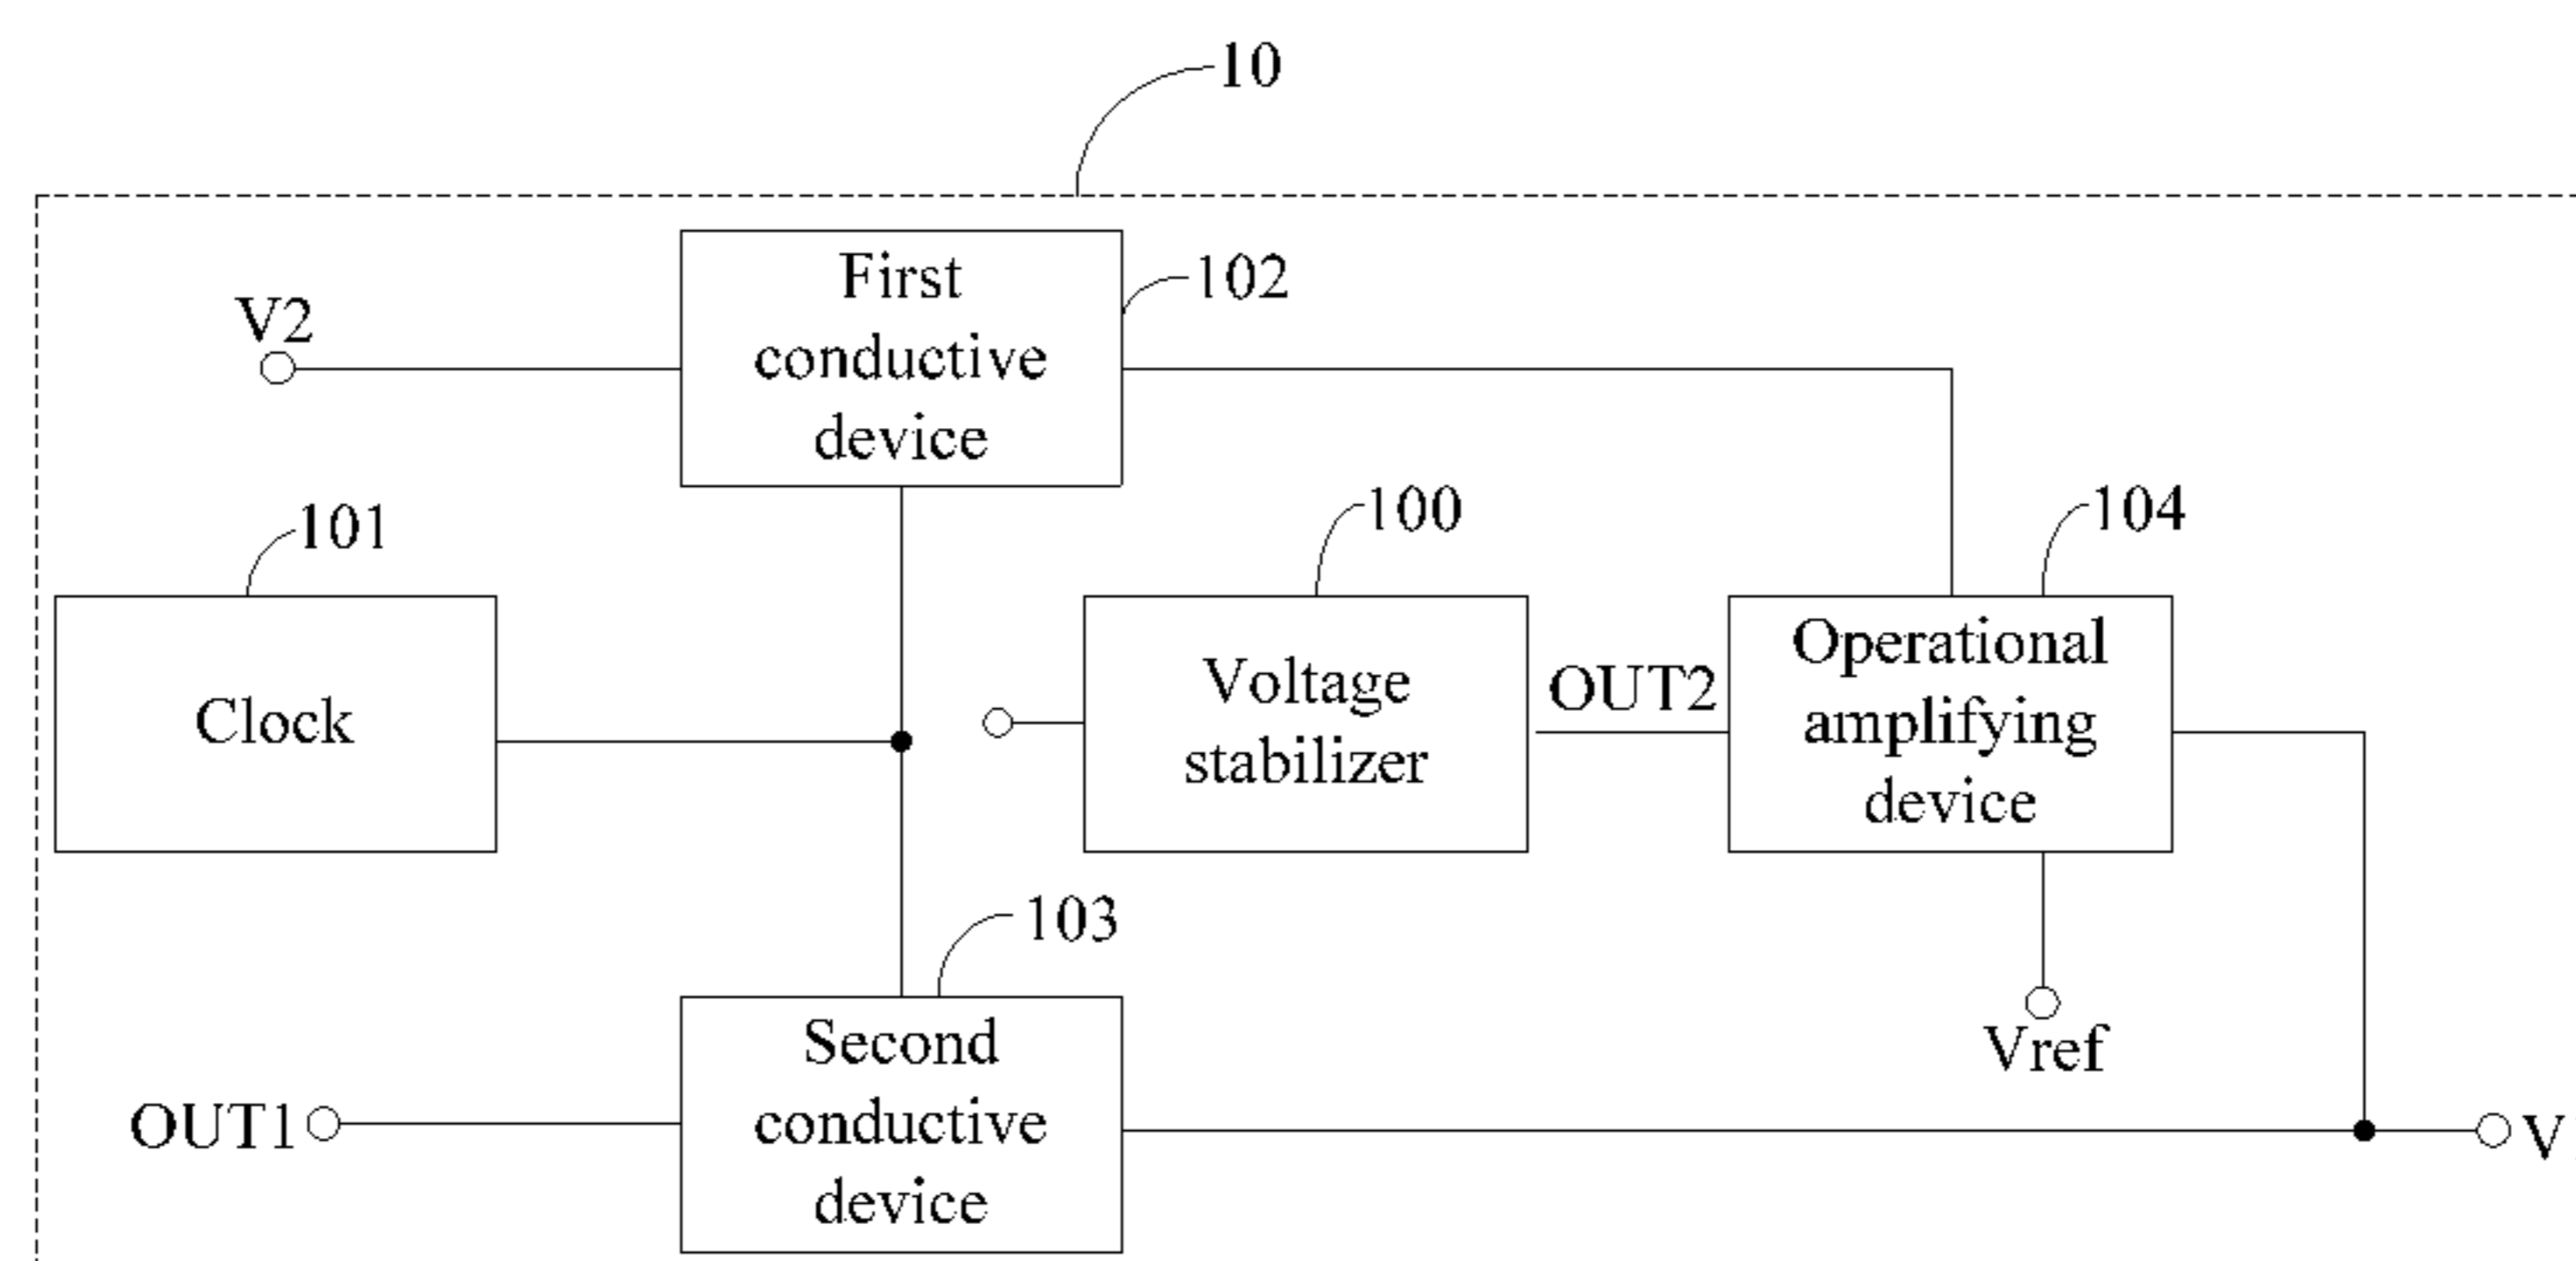 10
First
conductive
device
102
V2
101
100
104
Clock
Voltage
stabilizer
OUT2
Operational
amplifying
device
103
Second
conductive
device
Vref
OUT1
V